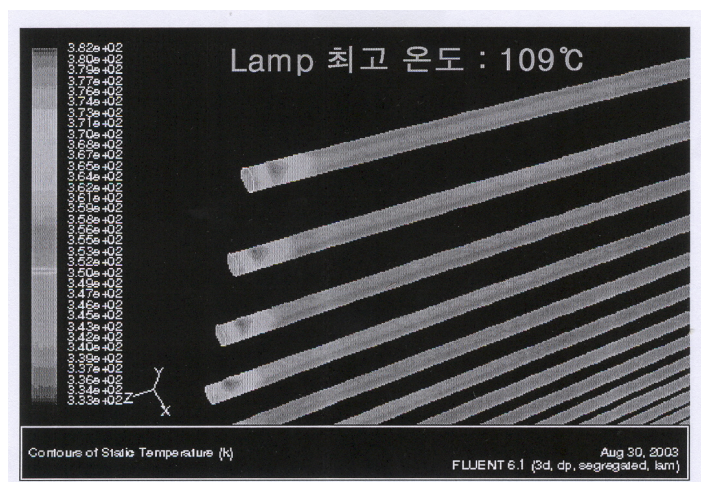 Lamp 최고 온도 : 109℃
3.82e+02
3.80e+02
3.79e+02
3.77e+02
3.76e+02
3.74e+02
3.73e+02
3.71e+02
3.70e+02
3.68e+02
3.67e+02
3.65e+02
3.64e+02
3.62e+02
3.61e+02
3.59e+02
3.58e+02
3.56e+02
3.55e+02
3.53e+02
3.52e+02
3.50e+02
3.49e+02
3.47e+02
3.46e+02
3.45e+02
3.43e+02
3.42e+02
3.40e+02
3.39e+02
3.37e+02
3.36e+02
3.34e+02
3.33e+02
Y
Z
X
Contours of Static Temperature (k)
Aug 30, 2003
FLUENT 6.1 (3d, dp, segregated, lam)